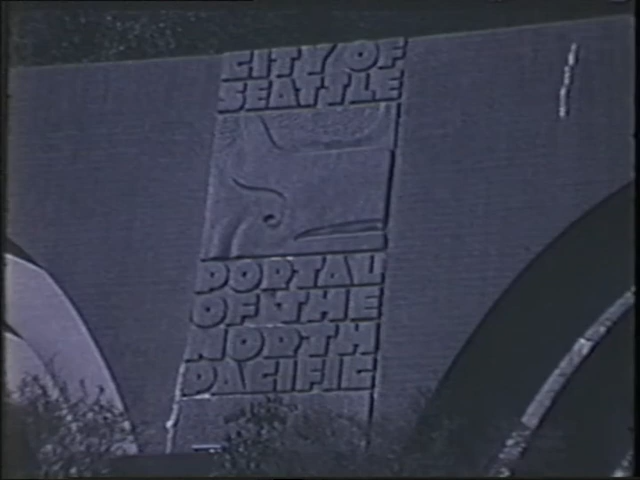 CITY OF
SEATTLE
PORTAL
OF THE
NORTH
PACIFIC